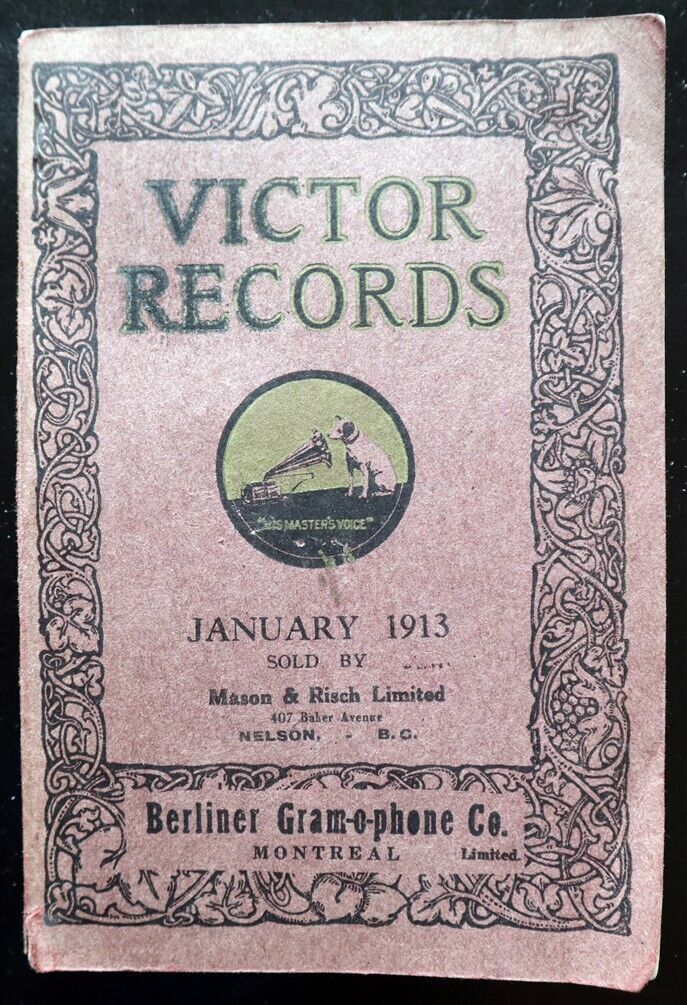 VICTOR
RECORDS
"HIS MASTER'S VOICE"
JANUARY 1913
SOLD BY
Mason & Risch Limited
407 Baker Avenue
NELSON, - B.C.
Berliner Gram-o-phone Co.
MONTREAL Limited.